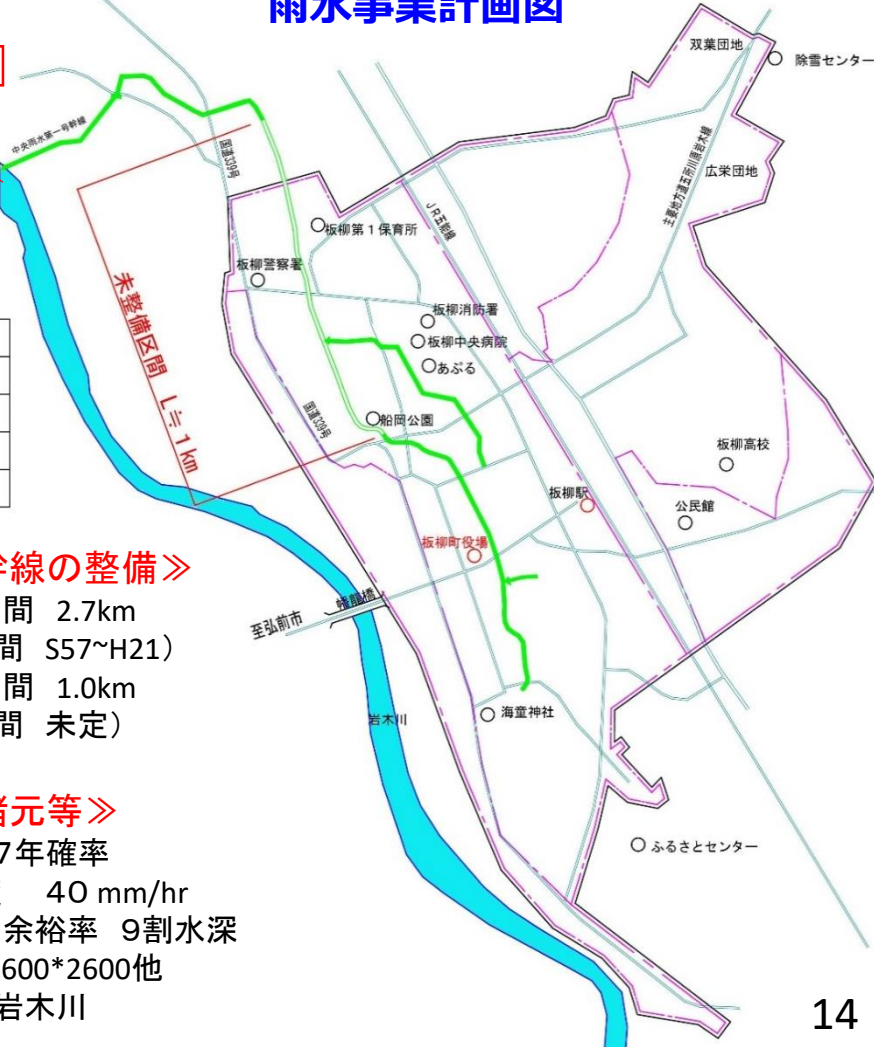 雨水事業計画図
双葉団地
除雪センター
中央雨水第一号幹線
国道339号
主要地方道五所川原岩木線
広栄団地
JR五能線
板柳第1保育所
板柳警察署
未整備区間 L≒1km
板柳消防署
板柳中央病院
あぷる
国道339号
船岡公園
板柳高校
板柳駅
公民館
板柳町役場
幡龍橋
至弘前市
岩木川
海童神社
ふるさとセンター
幹線の整備≫
間 2.7km
間 S57~H21)
間 1.0km
間 未定)
諸元等≫
7年確率
40 mm/hr
余裕率 9割水深
600*2600他
岩木川
14